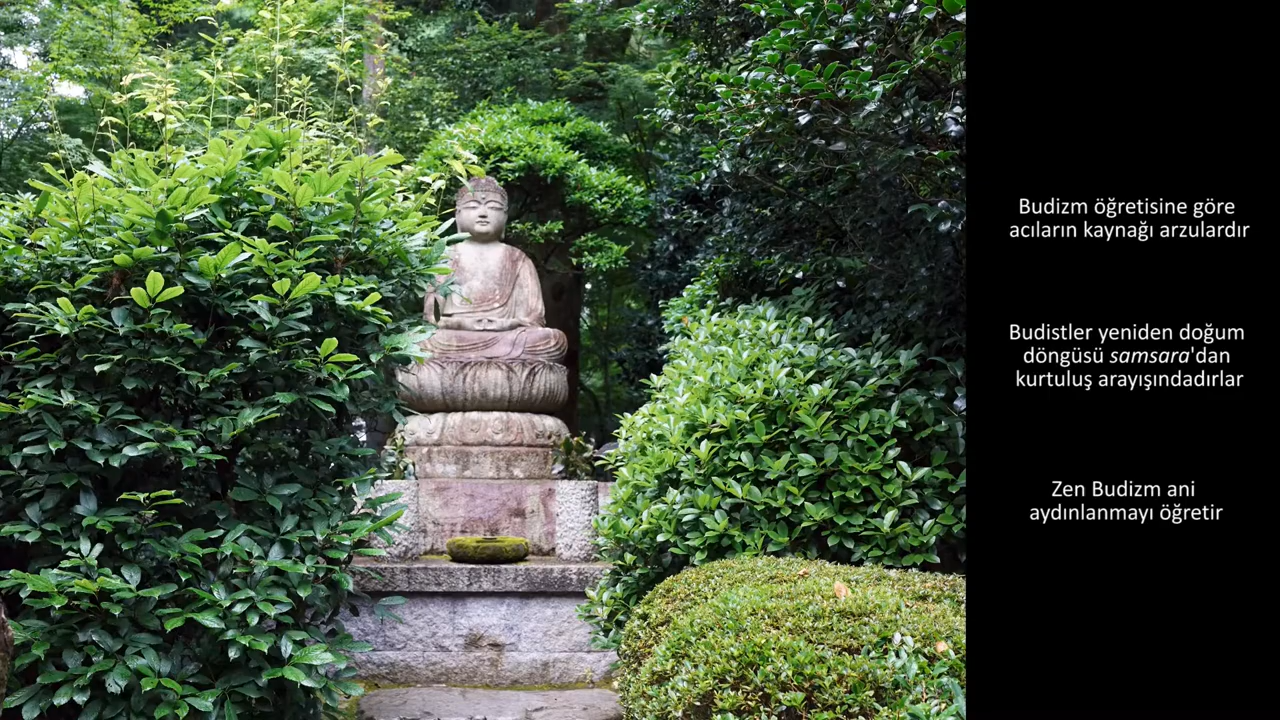 Budizm öğretisine göre
acıların kaynağı arzulardır
Budistler yeniden doğum
döngüsü samsara'dan
kurtuluş arayışındadırlar
Zen Budizm ani
aydınlanmayı öğretir